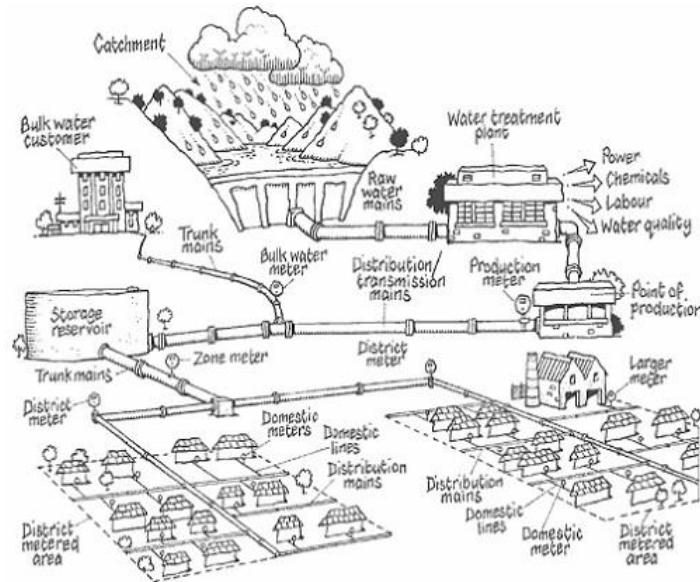 Catchment
Bulk water
customer
Water treatment
plant
Power
Chemicals
Labour
Water quality
Raw
water
mains
Trunk
mains
Bulk water
meter
Distribution
transmission
mains
Production
meter
Point of
production
Storage
reservoir
Zone meter
District
meter
Trunk mains
Larger
meter
District
meter
Domestic
meters
Domestic
lines
Distribution
mains
District
metered
area
Distribution
mains
Domestic
lines
Domestic
meter
District
metered
area